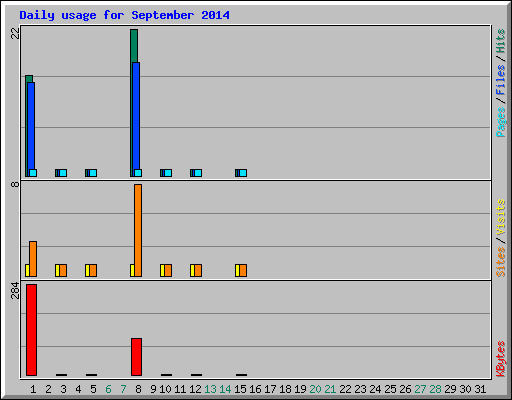 Daily usage for September 2014
22
Pages / Files / Hits
8
Sites / Visits
284
KBytes
1 2 3 4 5 6 7 8 9 10 11 12 13 14 15 16 17 18 19 20 21 22 23 24 25 26 27 28 29 30 31